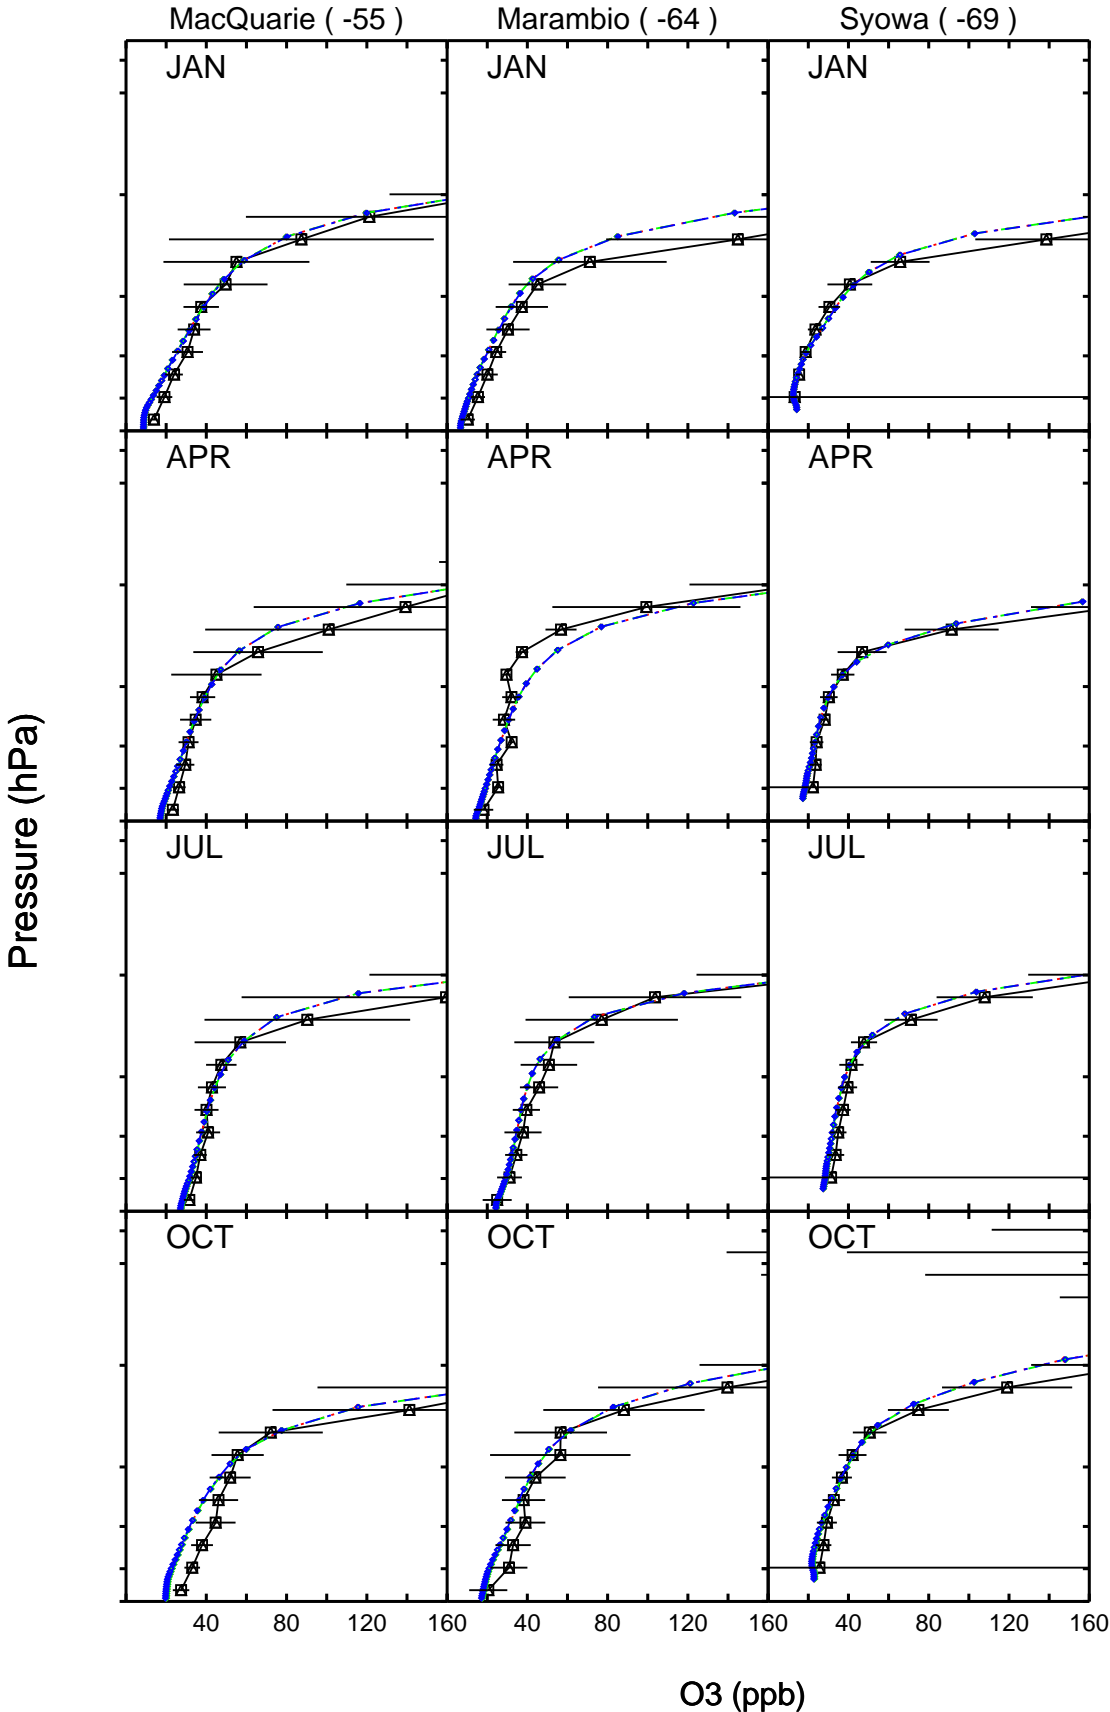 MacQuarie ( -55 ) Marambio ( -64 ) Syowa ( -69 )
JAN JAN JAN
APR APR APR
JUL JUL JUL
OCT OCT OCT
Pressure (hPa)
40 80 120 160 40 80 120 160 40 80 120 160
O3 (ppb)